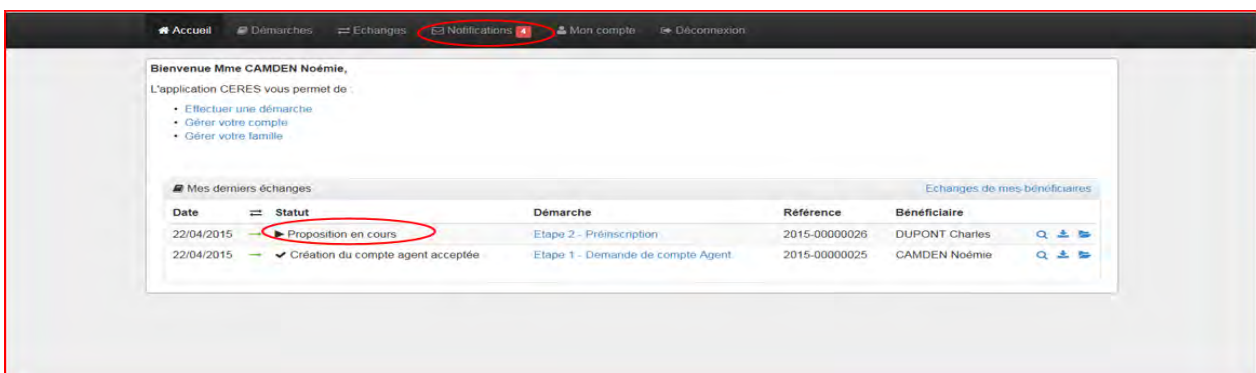 Accueil Démarches Echanges Notifications 4 Mon compte Déconnexion
Bienvenue Mme CAMDEN Noémie,
L'application CERES vous permet de :
• Effectuer une démarche
• Gérer votre compte
• Gérer votre famille
Mes derniers échanges Echanges de mes bénéficiaires
Date Statut Démarche Référence Bénéficiaire
22/04/2015 Proposition en cours Etape 2 - Préinscription 2015-00000026 DUPONT Charles
22/04/2015 Création du compte agent acceptée Etape 1 - Demande de compte Agent 2015-00000025 CAMDEN Noémie